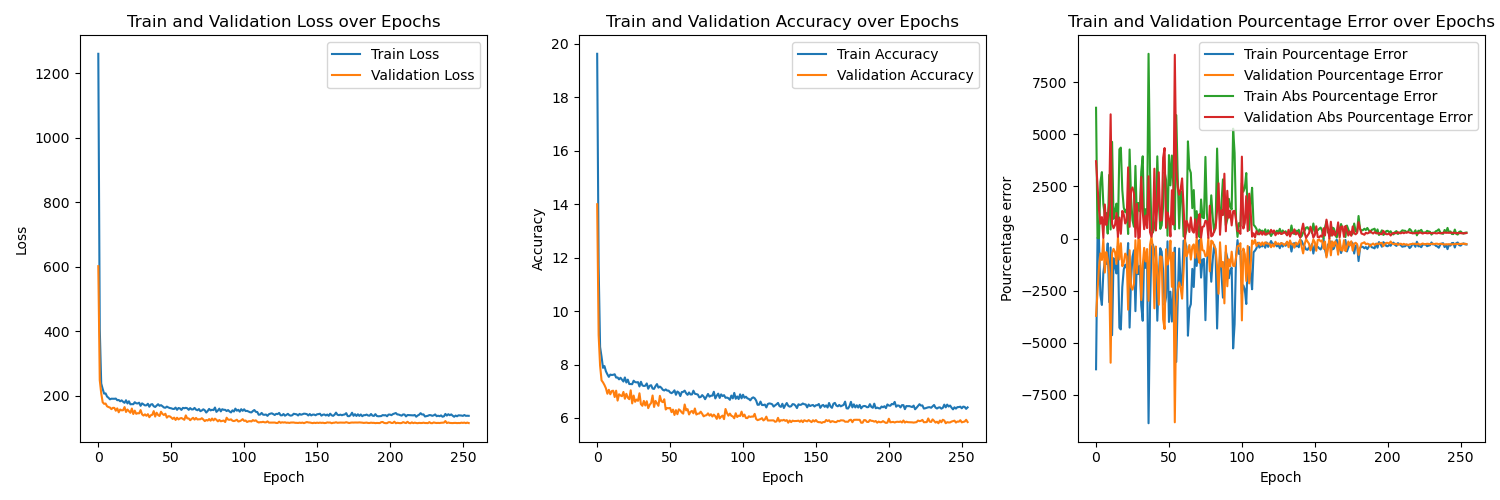 Train and Validation Loss over Epochs
Train Loss
Validation Loss
Loss
1200
1000
800
600
400
200
0
50
100
150
200
250
Epoch
Train and Validation Accuracy over Epochs
Train Accuracy
Validation Accuracy
Accuracy
20
18
16
14
12
10
8
6
0
50
100
150
200
250
Epoch
Train and Validation Pourcentage Error over Epochs
Train Pourcentage Error
Validation Pourcentage Error
Train Abs Pourcentage Error
Validation Abs Pourcentage Error
Pourcentage error
7500
5000
2500
0
−2500
−5000
−7500
0
50
100
150
200
250
Epoch